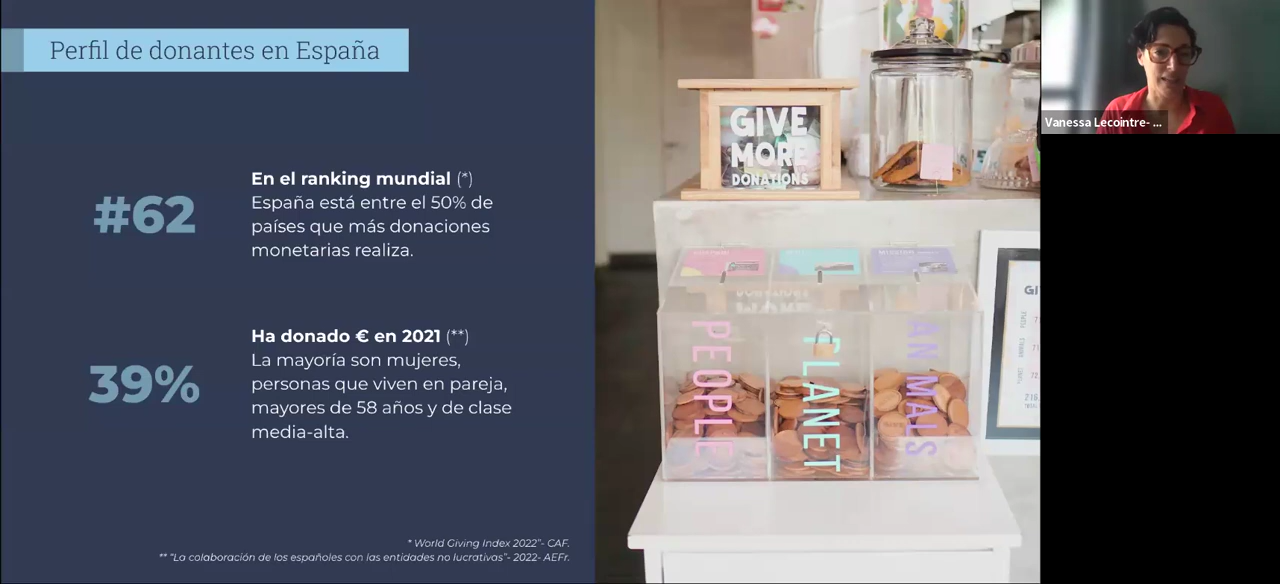 Perfil de donantes en España
#62
En el ranking mundial (*)
España está entre el 50% de
países que más donaciones
monetarias realiza.
39%
Ha donado € en 2021 (**)
La mayoría son mujeres,
personas que viven en pareja,
mayores de 58 años y de clase
media-alta.
* World Giving Index 2022"- CAF.
** "La colaboración de los españoles con las entidades no lucrativas"- 2022- AEFr.
GIVE
MORE
DONATIONS
PEOPLE
PLANET
ANIMALS
Vanessa Lecointre- ...